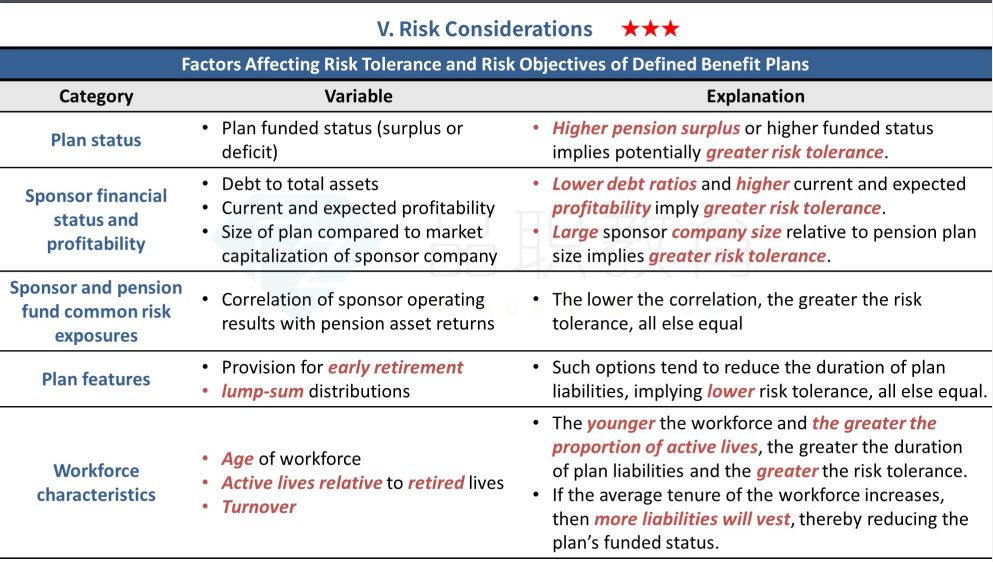 V. Risk Considerations ★★★
Factors Affecting Risk Tolerance and Risk Objectives of Defined Benefit Plans
Category Variable Explanation
Plan status
• Plan funded status (surplus or
deficit)
• Higher pension surplus or higher funded status
implies potentially greater risk tolerance.
Sponsor financial
status and
profitability
• Debt to total assets
• Current and expected profitability
• Size of plan compared to market
capitalization of sponsor company
• Lower debt ratios and higher current and expected
profitability imply greater risk tolerance.
• Large sponsor company size relative to pension plan
size implies greater risk tolerance.
Sponsor and pension
fund common risk
exposures
• Correlation of sponsor operating
results with pension asset returns
• The lower the correlation, the greater the risk
tolerance, all else equal
Plan features
• Provision for early retirement
• lump-sum distributions
• Such options tend to reduce the duration of plan
liabilities, implying lower risk tolerance, all else equal.
Workforce
characteristics
• Age of workforce
• Active lives relative to retired lives
• Turnover
• The younger the workforce and the greater the
proportion of active lives, the greater the duration
of plan liabilities and the greater the risk tolerance.
• If the average tenure of the workforce increases,
then more liabilities will vest, thereby reducing the
plan's funded status.
品职教育